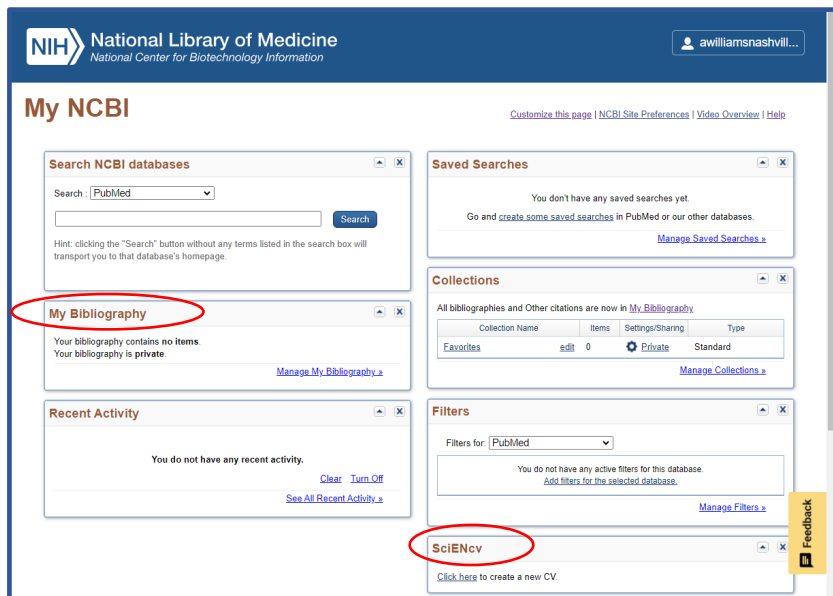 NIH National Library of Medicine
National Center for Biotechnology Information
awilliamsnashvill...
My NCBI
Customize this page | NCBI Site Preferences | Video Overview | Help
Search NCBI databases
Search : PubMed
Search
Hint: clicking the "Search" button without any terms listed in the search box will
transport you to that database's homepage.
My Bibliography
Your bibliography contains no items.
Your bibliography is private.
Manage My Bibliography »
Recent Activity
You do not have any recent activity.
Clear Turn Off
See All Recent Activity »
Saved Searches
You don't have any saved searches yet.
Go and create some saved searches in PubMed or our other databases.
Manage Saved Searches »
Collections
All bibliographies and Other citations are now in My Bibliography
Collection Name Items Settings/Sharing Type
Favorites edit 0 Private Standard
Manage Collections »
Filters
Filters for: PubMed
You do not have any active filters for this database.
Add filters for the selected database.
Manage Filters »
SciENcv
Click here to create a new CV.
Feedback